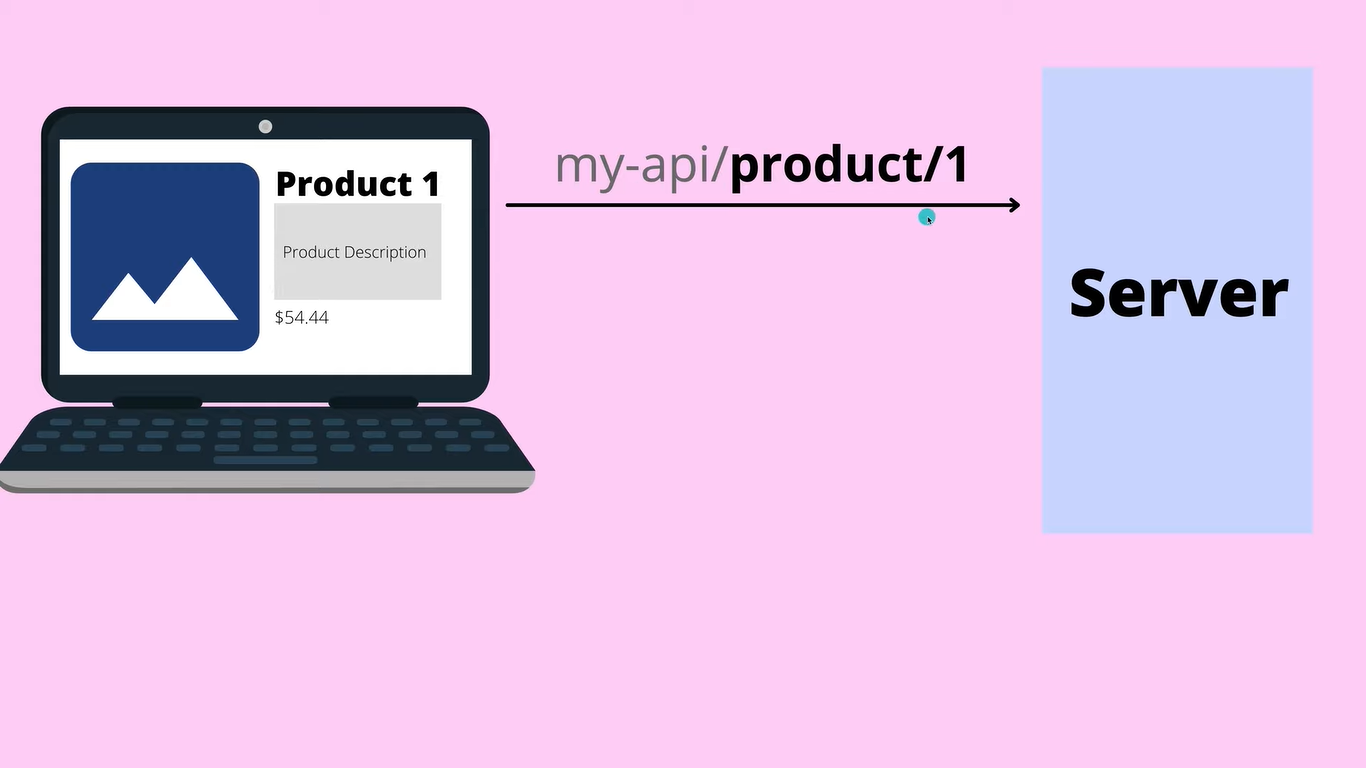 Product 1
Product Description
$54.44
my-api/product/1
Server